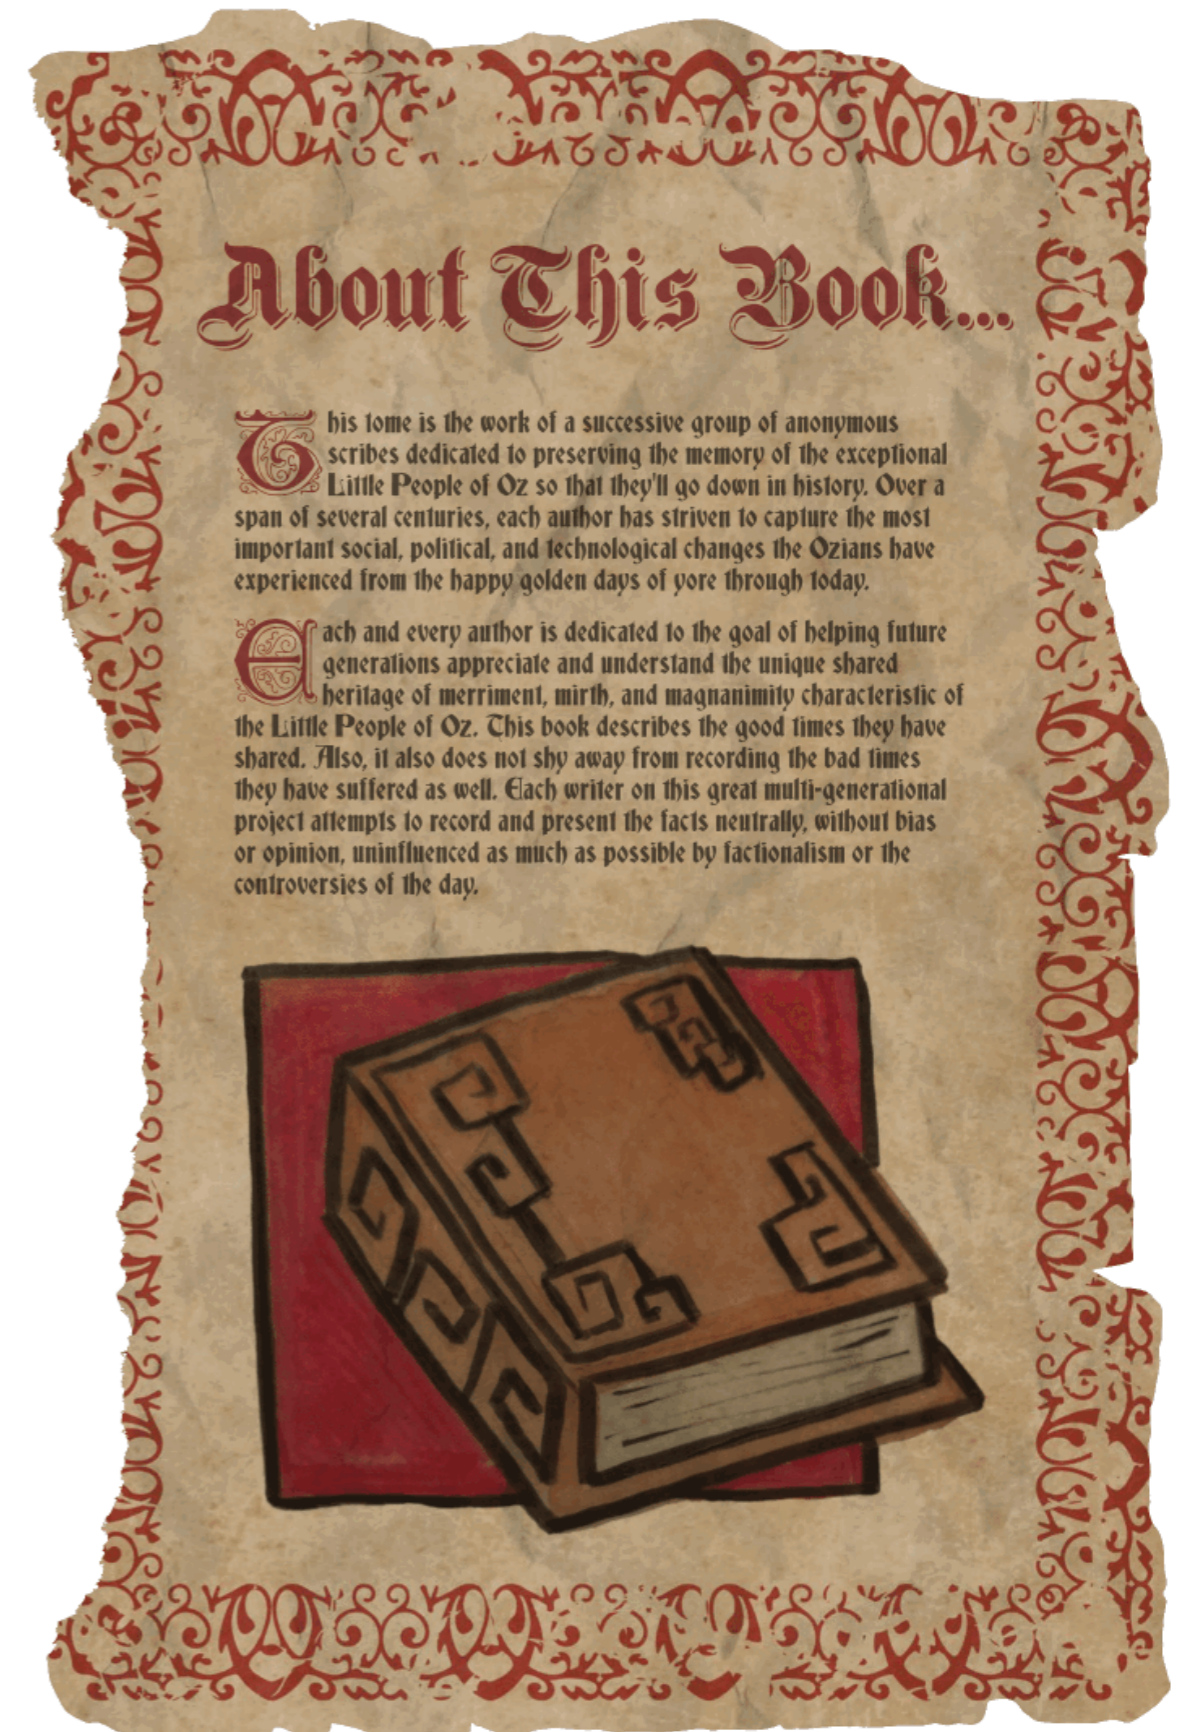 About This Book...
This tome is the work of a successive group of anonymous
scribes dedicated to preserving the memory of the exceptional
Little People of Oz so that they'll go down in history. Over a
span of several centuries, each author has striven to capture the most
important social, political, and technological changes the Ozians have
experienced from the happy golden days of yore through today.
Each and every author is dedicated to the goal of helping future
generations appreciate and understand the unique shared
heritage of merriment, mirth, and magnanimity characteristic of
the Little People of Oz. This book describes the good times they have
shared. Also, it also does not shy away from recording the bad times
they have suffered as well. Each writer on this great multi-generational
project attempts to record and present the facts neutrally, without bias
or opinion, uninfluenced as much as possible by factionalism or the
controversies of the day.